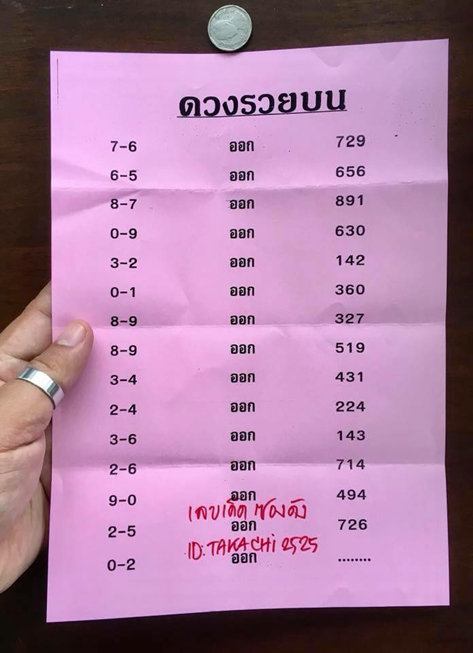 ดวงรวยบน
7-6 ออก 729
6-5 ออก 656
8-7 ออก 891
0-9 ออก 630
3-2 ออก 142
0-1 ออก 360
8-9 ออก 327
8-9 ออก 519
3-4 ออก 431
2-4 ออก 224
3-6 ออก 143
2-6 ออก 714
9-0 ออก 494
เลขเด็ด ซองดัง
2-5 ออก 726
ID:TAKACHi 2525
0-2 ออก ........